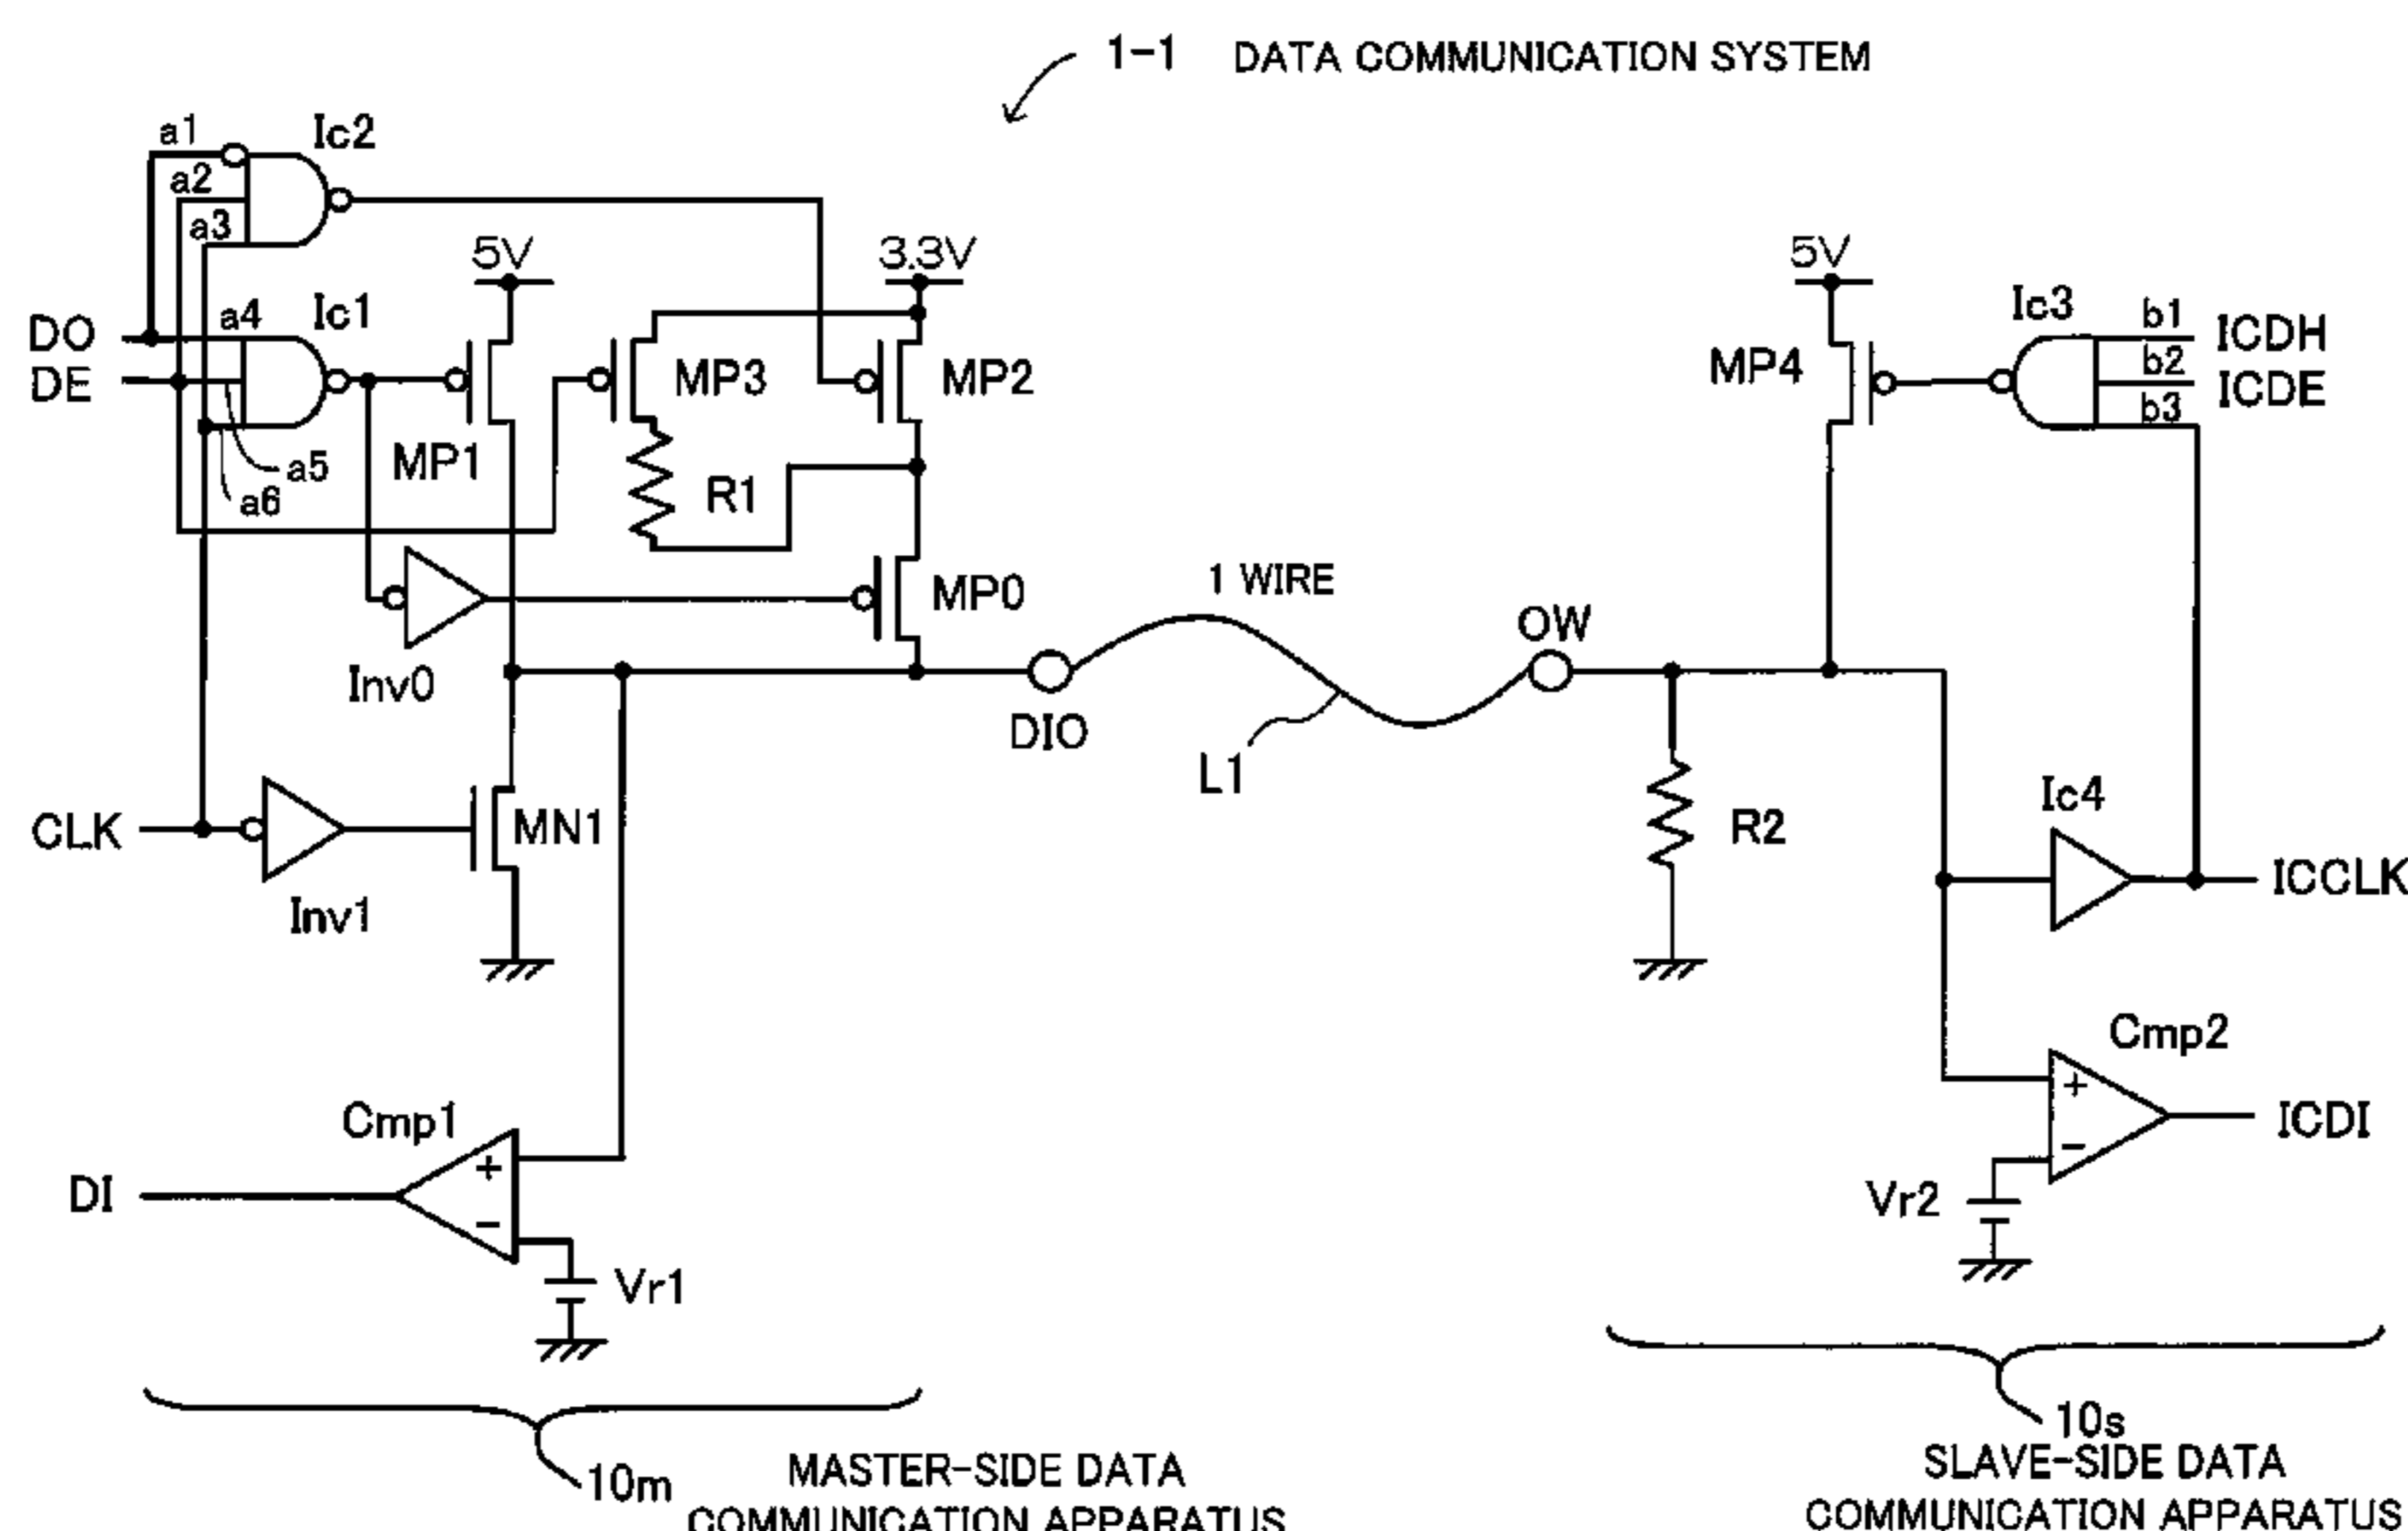 1-1 DATA COMMUNICATION SYSTEM
a1
Ic2
a2
a3
5V
3.3V
5V
DO
a4
Ic1
DE
MP3
MP2
MP4
Ic3
b1
ICDH
b2
ICDE
b3
MP1
a5
a6
R1
MP0
1 WIRE
OW
Inv0
DIO
L1
CLK
MN1
Inv1
R2
Ic4
ICCLK
Cmp1
+
−
DI
Vr1
Cmp2
+
−
ICDI
Vr2
10m
MASTER-SIDE DATA
COMMUNICATION APPARATUS
10s
SLAVE-SIDE DATA
COMMUNICATION APPARATUS